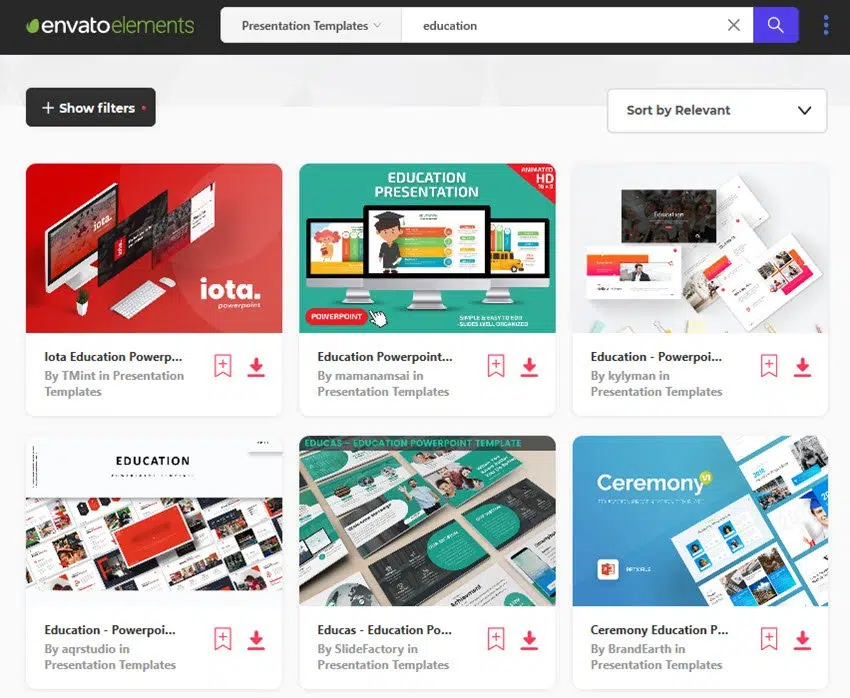 envatoelements
Presentation Templates
education
Show filters
Sort by Relevant
iota.
iota.
powerpoint
EDUCATION
PRESENTATION
ANIMATED
HD
16 x 9
POWERPOINT
SIMPLE & EASY TO EDIT
-SLIDES WELL ORGANIZED
Education
Iota Education Powerp...
By TMint in Presentation
Templates
Education Powerpoint...
By mamanamsai in
Presentation Templates
Education - Powerpoi...
By kylyman in
Presentation Templates
EDUCATION
EDUCAS – EDUCATION POWERPOINT TEMPLATE
Achievement
Ceremony V1
Education - Powerpoi...
By aqrstudio in
Presentation Templates
Educas - Education Po...
By SlideFactory in
Presentation Templates
Ceremony Education P...
By BrandEarth in
Presentation Templates